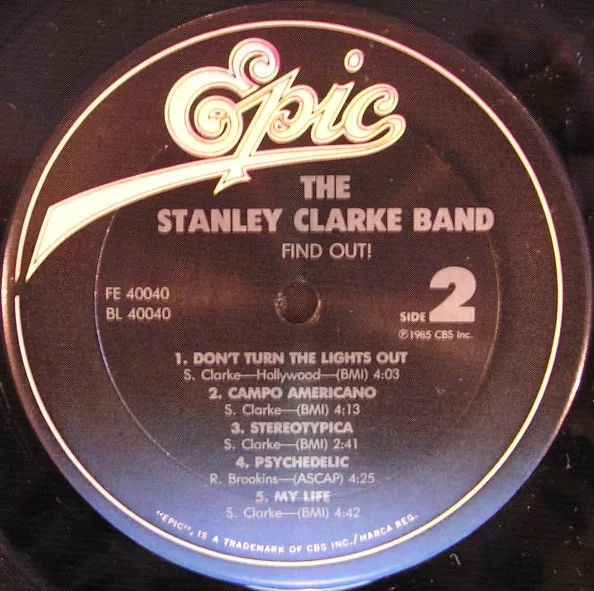 Epic
THE
STANLEY CLARKE BAND
FIND OUT!
FE 40040
BL 40040
SIDE 2
℗1985 CBS Inc.
1. DON'T TURN THE LIGHTS OUT
S. Clarke—Hollywood—(BMI) 4:03
2. CAMPO AMERICANO
S. Clarke—(BMI) 4:13
3. STEREOTYPICA
S. Clarke—(BMI) 2:41
4. PSYCHEDELIC
R. Brookins—(ASCAP) 4:25
5. MY LIFE
S. Clarke—(BMI) 4:42
"EPIC", IS A TRADEMARK OF CBS INC./MARCA REG.